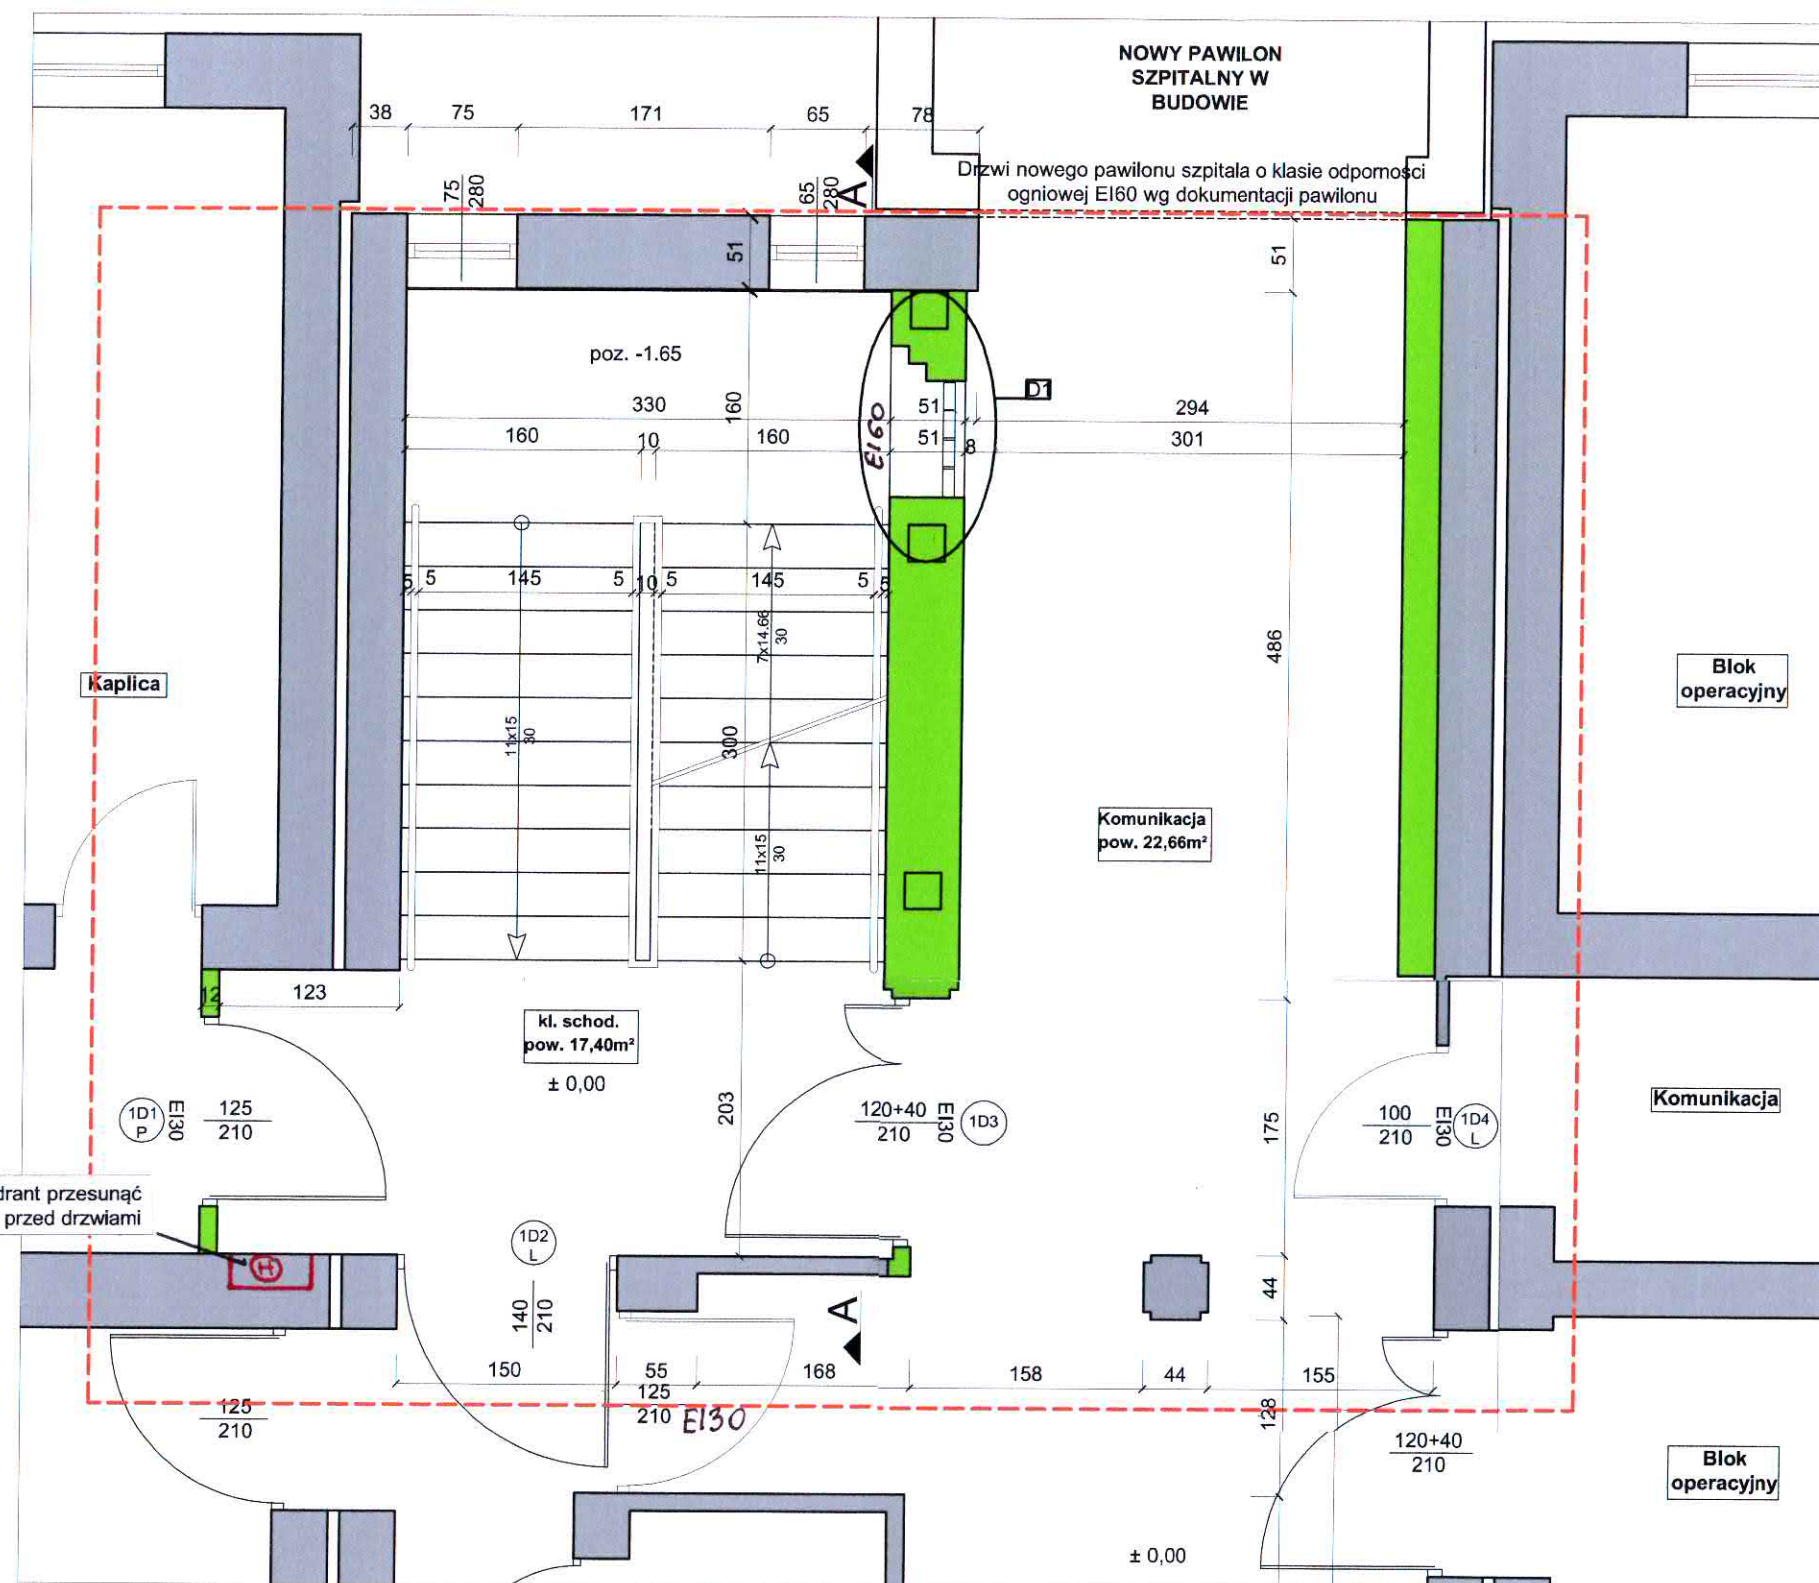 NOWY PAWILON
SZPITALNY W
BUDOWIE
38
75
171
65
78
Drzwi nowego pawilonu szpitala o klasie odporności
ogniowej EI60 wg dokumentacji pawilonu
75
280
65
280
A
51
51
poz. -1.65
330
160
51
294
D1
160
10
160
51
8
301
EI60
5
5
145
5
10
5
145
5
5
7x14.66
30
486
Kaplica
Blok
operacyjny
11x15
30
300
11x15
30
Komunikacja
pow. 22,66m²
12
123
kl. schod.
pow. 17,40m²
± 0,00
1D1
P
EI30
125
210
203
120+40
210
EI30
1D3
175
100
210
EI30
1D4
L
Komunikacja
drant przesunąć
przed drzwiami
H
1D2
L
140
210
A
44
150
55
168
158
44
155
125
210
125
210
EI30
128
120+40
210
Blok
operacyjny
± 0,00